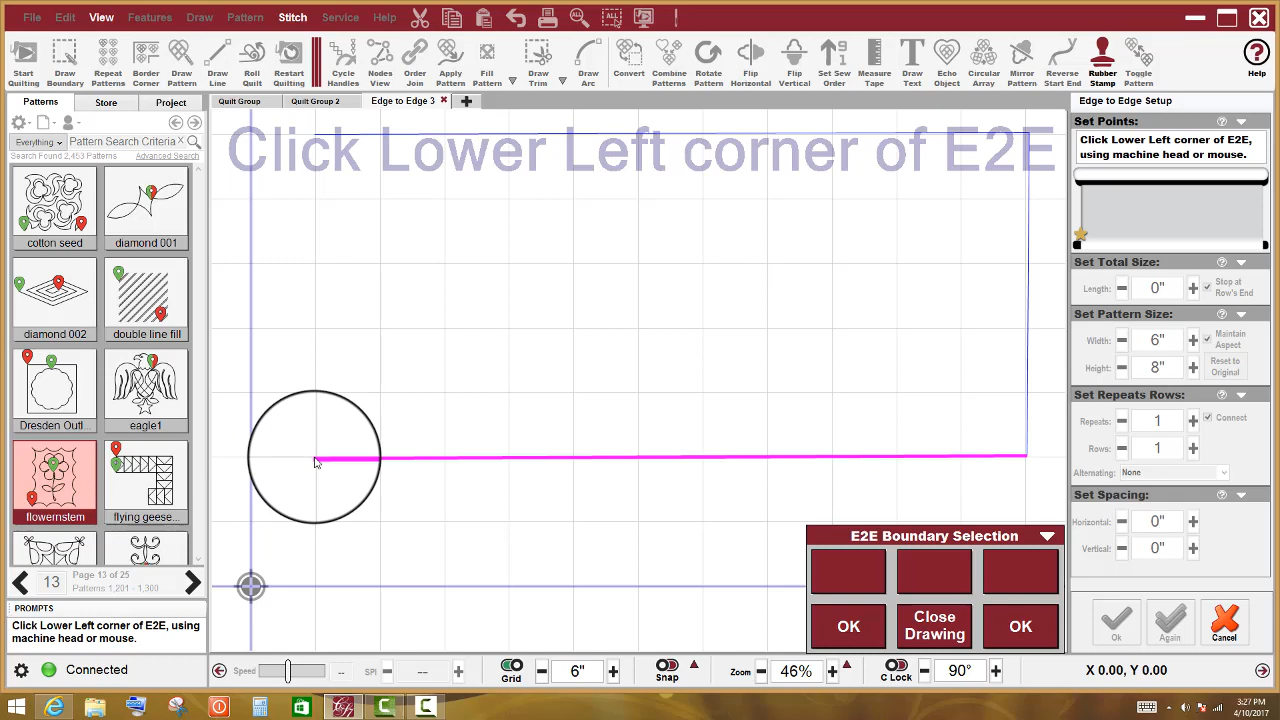 File Edit View Features Draw Pattern Stitch Service Help
ALL
Start Quilting
Draw Boundary
Repeat Patterns
Border Corner
Draw Pattern
Draw Line
Roll Quilt
Restart Quilting
Cycle Handles
Nodes View
Order Join
Apply Pattern
Fill Pattern
Draw Trim
Draw Arc
Convert
Combine Patterns
Rotate Pattern
Flip Horizontal
Flip Vertical
Set Sew Order
Measure Tape
Draw Text
Echo Object
Circular Array
Mirror Pattern
Reverse Start End
Rubber Stamp
Toggle Pattern
Help
Patterns Store Project
Quilt Group Quilt Group 2 Edge to Edge 3
Everything Pattern Search Criteria X
Search Found 2,453 Patterns Advanced Search
cotton seed diamond 001
diamond 002 double line fill
Dresden Outl... eagle1
flowernstem flying geese...
13 Page 13 of 25
Patterns 1,201 - 1,300
PROMPTS
Click Lower Left corner of E2E, using
machine head or mouse.
Click Lower Left corner of E2E
E2E Boundary Selection
OK Close Drawing OK
Edge to Edge Setup
Set Points:
Click Lower Left corner of E2E,
using machine head or mouse.
Set Total Size:
Length: 0" Stop at Row's End
Set Pattern Size:
Width: 6" Maintain Aspect
Height: 8" Reset to Original
Set Repeats Rows:
Repeats: 1 Connect
Rows: 1
Alternating: None
Set Spacing:
Horizontal: 0"
Vertical: 0"
Ok Again Cancel
Connected Speed -- SPI -- Grid 6" Snap Zoom 46% C Lock 90° X 0.00, Y 0.00
3:27 PM
4/10/2017